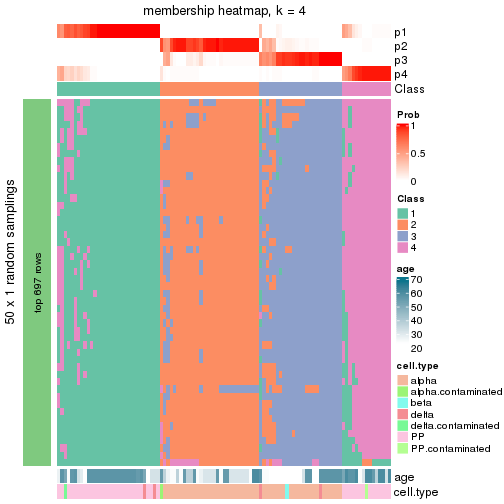 membership heatmap, k = 4
p1
p2
p3
p4
Class
50 x 1 random samplings
top 697 rows
age
cell.type
Prob
1
0.5
0
Class
1
2
3
4
age
70
60
50
40
30
20
cell.type
alpha
alpha.contaminated
beta
delta
delta.contaminated
PP
PP.contaminated